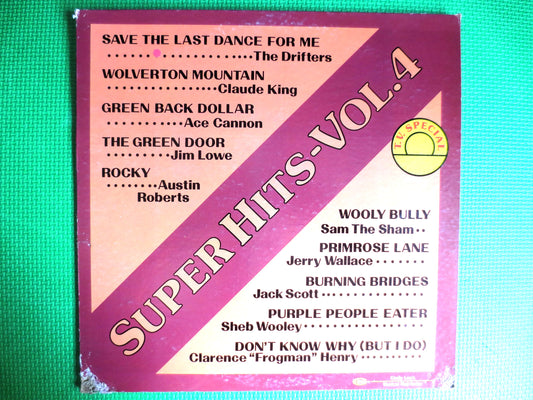 SAVE THE LAST DANCE FOR ME
The Drifters
WOLVERTON MOUNTAIN
Claude King
GREEN BACK DOLLAR
Ace Cannon
THE GREEN DOOR
Jim Lowe
ROCKY
Austin
Roberts
SUPER HITS-VOL.4
T.V. SPECIAL
WOOLY BULLY
Sam The Sham
PRIMROSE LANE
Jerry Wallace
BURNING BRIDGES
Jack Scott
PURPLE PEOPLE EATER
Sheb Wooley
DON'T KNOW WHY (BUT I DO)
Clarence "Frogman" Henry